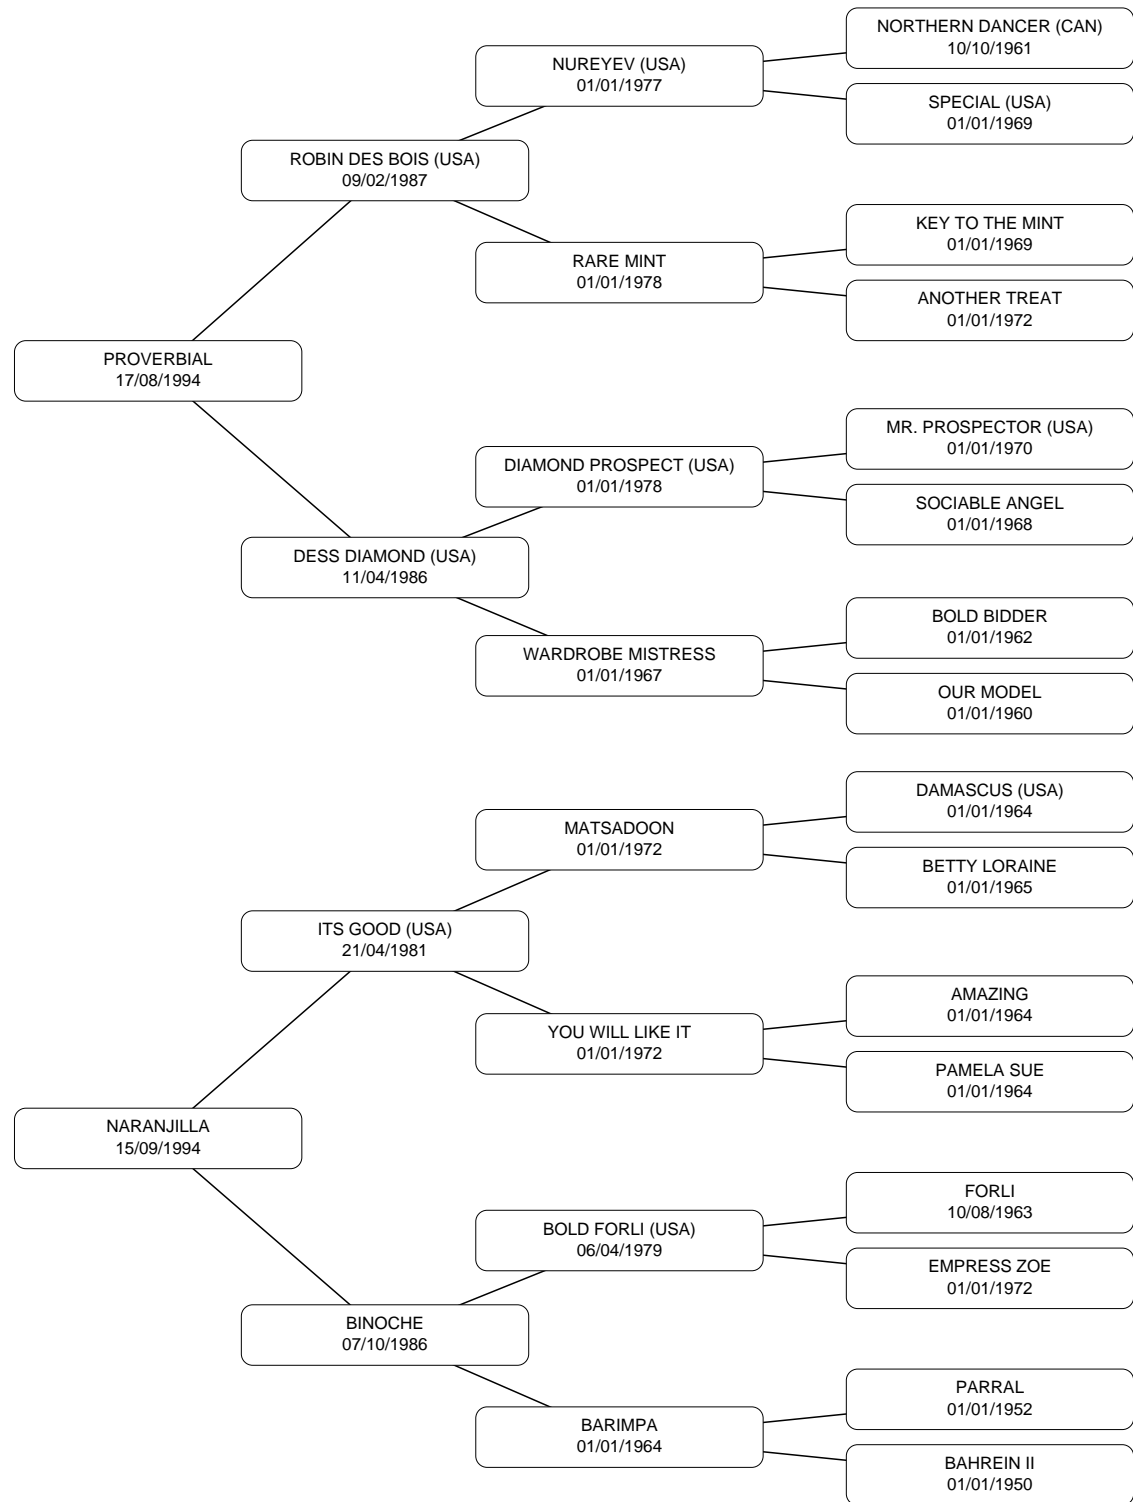 NORTHERN DANCER (CAN)
10/10/1961
NUREYEV (USA)
01/01/1977
SPECIAL (USA)
01/01/1969
ROBIN DES BOIS (USA)
09/02/1987
KEY TO THE MINT
01/01/1969
RARE MINT
01/01/1978
ANOTHER TREAT
01/01/1972
PROVERBIAL
17/08/1994
MR. PROSPECTOR (USA)
01/01/1970
DIAMOND PROSPECT (USA)
01/01/1978
SOCIABLE ANGEL
01/01/1968
DESS DIAMOND (USA)
11/04/1986
BOLD BIDDER
01/01/1962
WARDROBE MISTRESS
01/01/1967
OUR MODEL
01/01/1960
DAMASCUS (USA)
01/01/1964
MATSADOON
01/01/1972
BETTY LORAINE
01/01/1965
ITS GOOD (USA)
21/04/1981
AMAZING
01/01/1964
YOU WILL LIKE IT
01/01/1972
PAMELA SUE
01/01/1964
NARANJILLA
15/09/1994
FORLI
10/08/1963
BOLD FORLI (USA)
06/04/1979
EMPRESS ZOE
01/01/1972
BINOCHE
07/10/1986
PARRAL
01/01/1952
BARIMPA
01/01/1964
BAHREIN II
01/01/1950